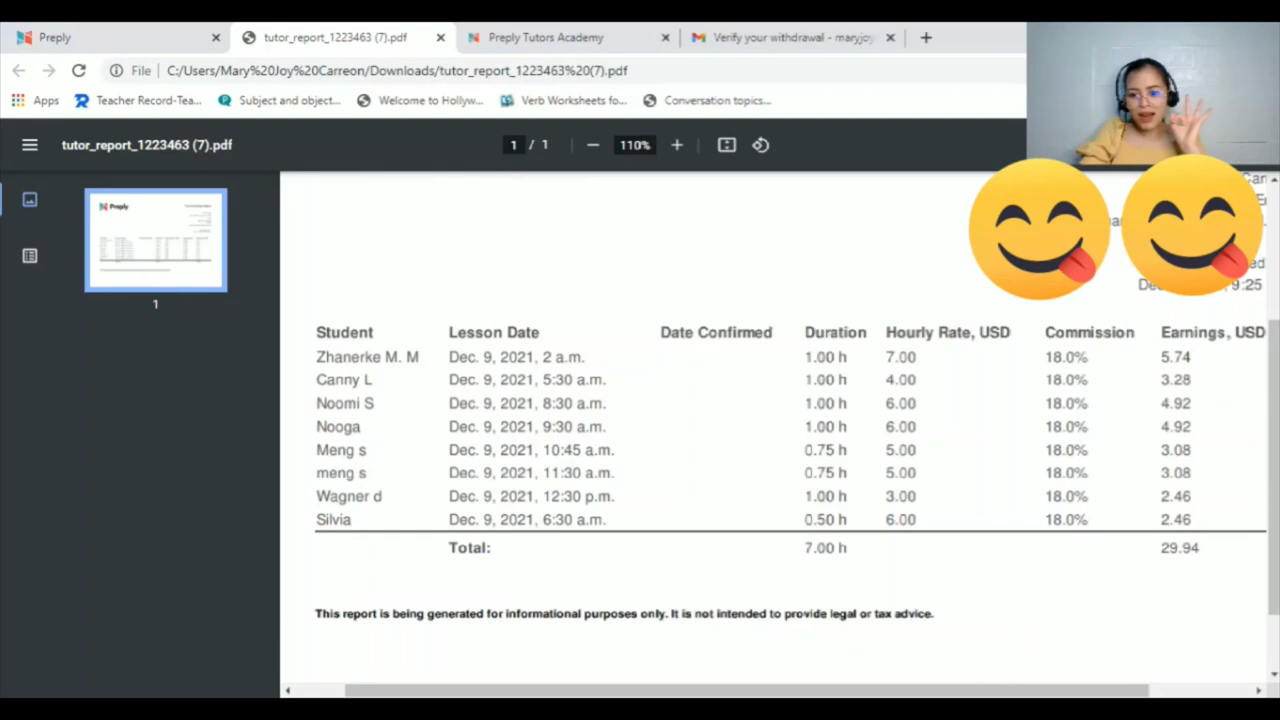 Preply
tutor_report_1223463 (7).pdf
Preply Tutors Academy
Verify your withdrawal - maryjoy
File
C:/Users/Mary%20Joy%20Carreon/Downloads/tutor_report_1223463%20(7).pdf
Apps
Teacher Record-Tea...
Subject and object...
Welcome to Hollyw...
Verb Worksheets fo...
Conversation topics...
tutor_report_1223463 (7).pdf
1 / 1
110%
Preply
1
9:25
Student Lesson Date Date Confirmed Duration Hourly Rate, USD Commission Earnings, USD
Zhanerke M. M Dec. 9, 2021, 2 a.m. 1.00 h 7.00 18.0% 5.74
Canny L Dec. 9, 2021, 5:30 a.m. 1.00 h 4.00 18.0% 3.28
Noomi S Dec. 9, 2021, 8:30 a.m. 1.00 h 6.00 18.0% 4.92
Nooga Dec. 9, 2021, 9:30 a.m. 1.00 h 6.00 18.0% 4.92
Meng s Dec. 9, 2021, 10:45 a.m. 0.75 h 5.00 18.0% 3.08
meng s Dec. 9, 2021, 11:30 a.m. 0.75 h 5.00 18.0% 3.08
Wagner d Dec. 9, 2021, 12:30 p.m. 1.00 h 3.00 18.0% 2.46
Silvia Dec. 9, 2021, 6:30 a.m. 0.50 h 6.00 18.0% 2.46
Total: 7.00 h 29.94
This report is being generated for informational purposes only. It is not intended to provide legal or tax advice.